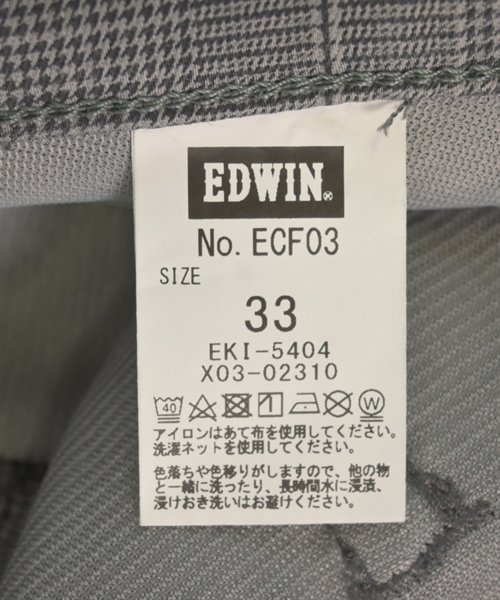 EDWIN®
No. ECF03
SIZE
33
EKI-5404
X03-02310
40 W
アイロンはあて布を使用してください。
洗濯ネットを使用してください。
色落ちや色移りがしますので、他の物
と一緒に洗ったり、長時間水に浸漬、
浸けおき洗いはお避けください。